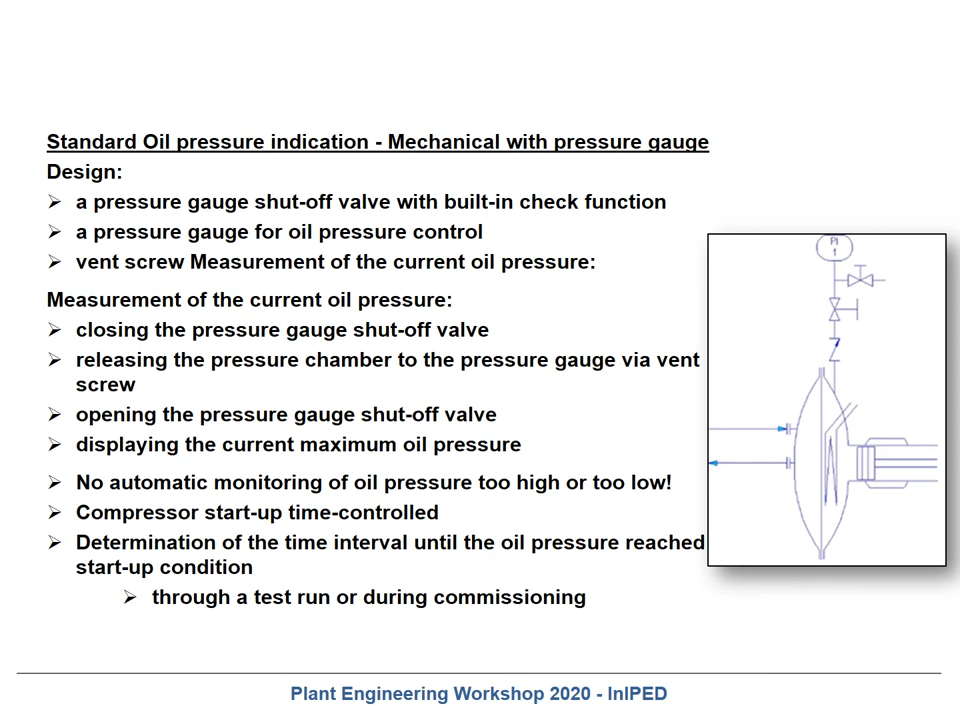 Standard Oil pressure indication - Mechanical with pressure gauge
Design:
➢ a pressure gauge shut-off valve with built-in check function
➢ a pressure gauge for oil pressure control
➢ vent screw Measurement of the current oil pressure:
Measurement of the current oil pressure:
➢ closing the pressure gauge shut-off valve
➢ releasing the pressure chamber to the pressure gauge via vent
screw
➢ opening the pressure gauge shut-off valve
➢ displaying the current maximum oil pressure
➢ No automatic monitoring of oil pressure too high or too low!
➢ Compressor start-up time-controlled
➢ Determination of the time interval until the oil pressure reached
start-up condition
➢ through a test run or during commissioning
PI
Plant Engineering Workshop 2020 - InIPED